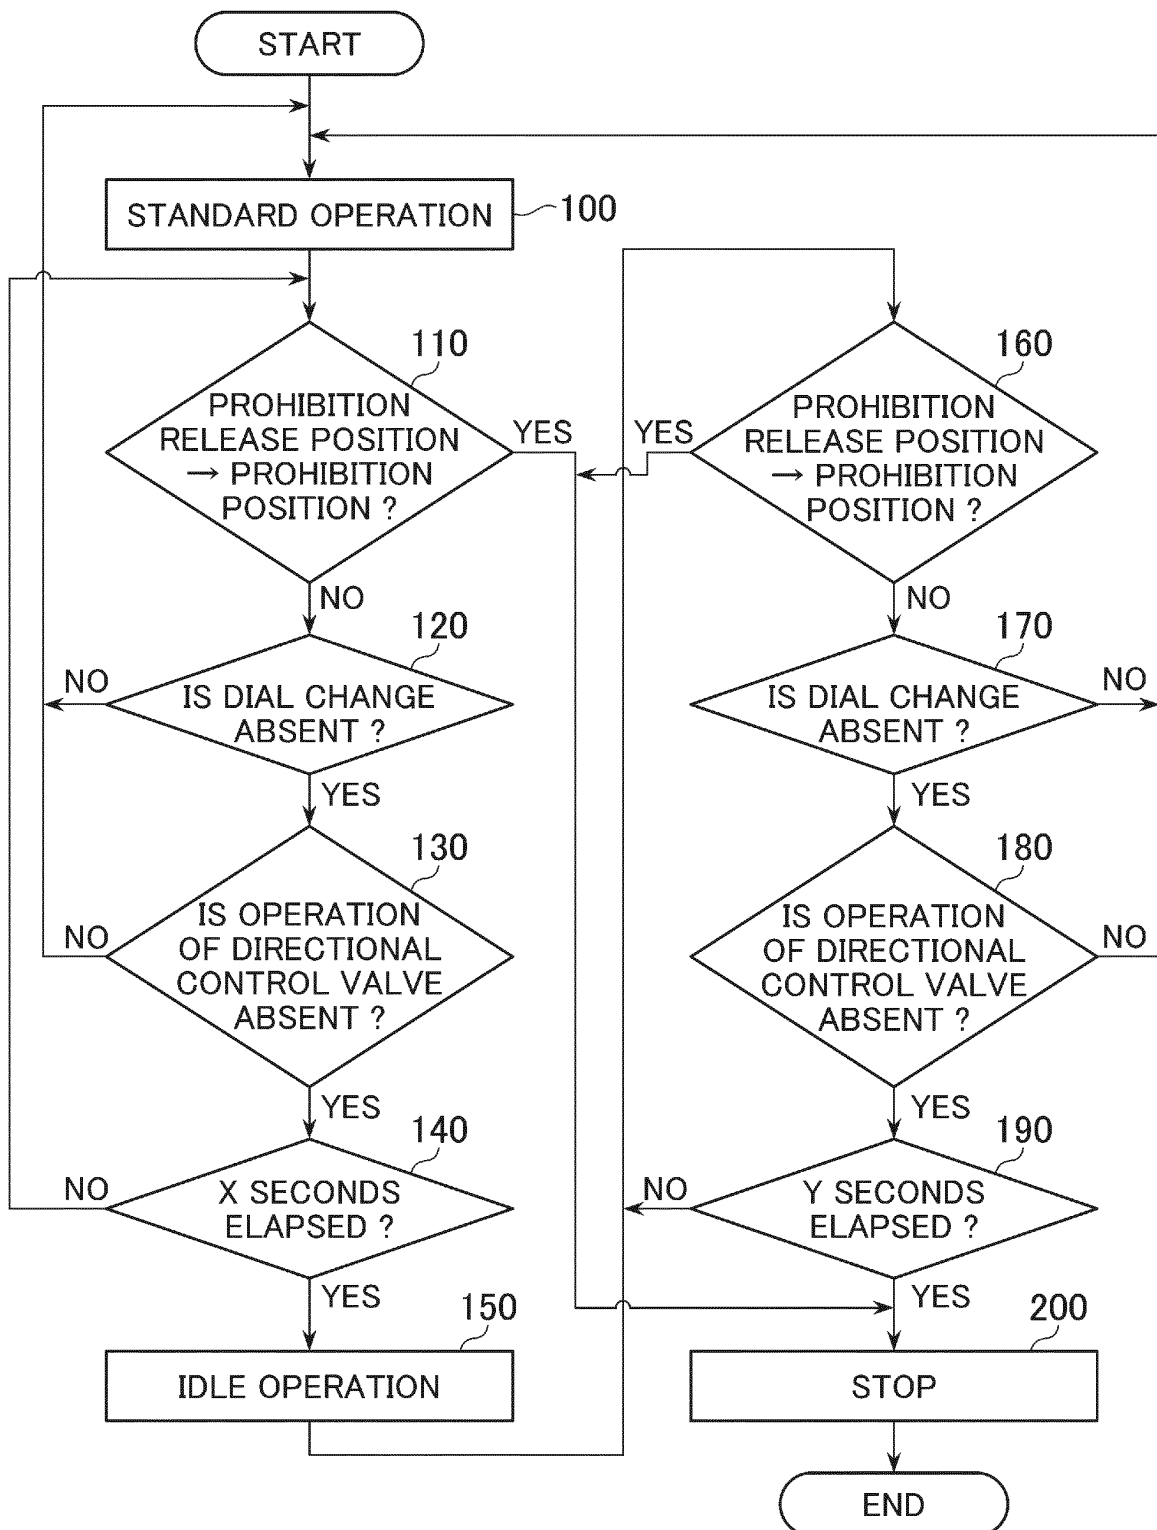 START
STANDARD OPERATION
100
110
PROHIBITION
RELEASE POSITION
→ PROHIBITION
POSITION ?
YES
NO
120
IS DIAL CHANGE
ABSENT ?
NO
YES
130
IS OPERATION
OF DIRECTIONAL
CONTROL VALVE
ABSENT ?
NO
YES
140
X SECONDS
ELAPSED ?
NO
YES
150
IDLE OPERATION
160
PROHIBITION
RELEASE POSITION
→ PROHIBITION
POSITION ?
YES
NO
170
IS DIAL CHANGE
ABSENT ?
NO
YES
180
IS OPERATION
OF DIRECTIONAL
CONTROL VALVE
ABSENT ?
NO
YES
190
Y SECONDS
ELAPSED ?
NO
YES
200
STOP
END